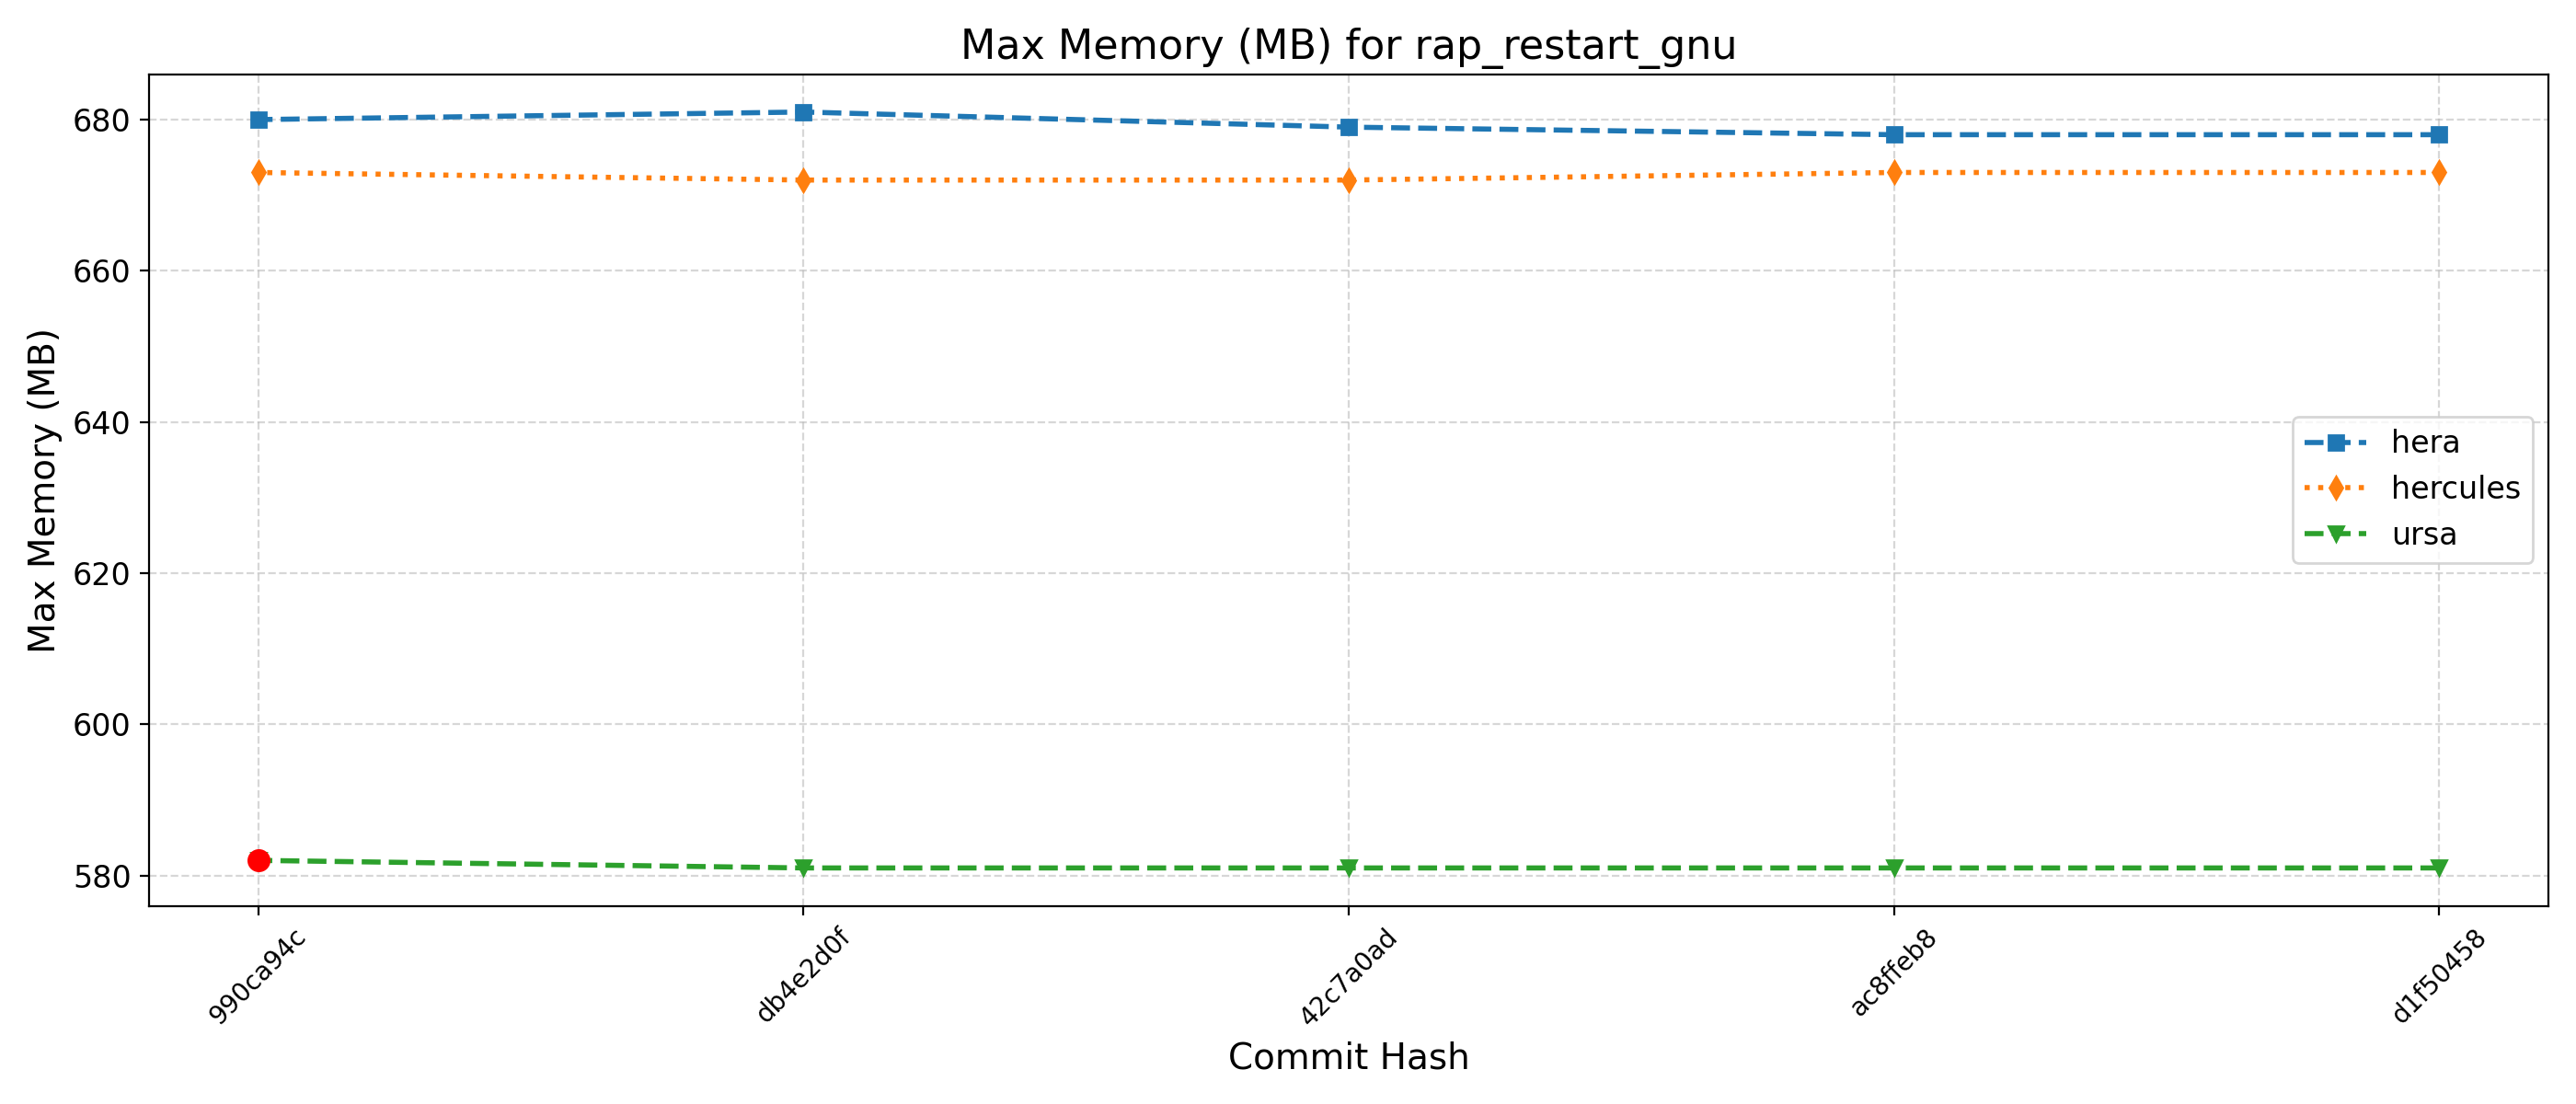 Max Memory (MB) for rap_restart_gnu
Max Memory (MB)
680
660
640
620
600
580
hera
hercules
ursa
990ca94c
db4e2d0f
42c7a0ad
ac8ffeb8
d1f50458
Commit Hash